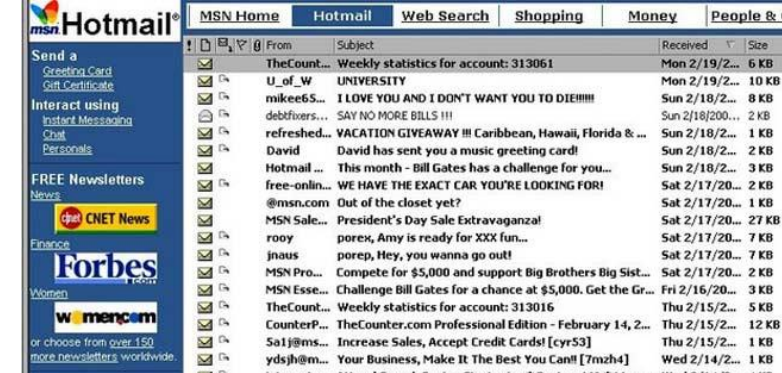 msn Hotmail®
MSN Home Hotmail Web Search Shopping Money People &
! From Subject Received Size
Send a
Greeting Card
Gift Certificate
Interact using
Instant Messaging
Chat
Personals
FREE Newsletters
News
cnet CNET News
Finance
Forbes
.com
Women
women.com
or choose from over 150
more newsletters worldwide.
TheCount... Weekly statistics for account: 313061 Mon 2/19/2... 6 KB
U_of_W UNIVERSITY Mon 2/19/2... 10 KB
mikee65... I LOVE YOU AND I DON'T WANT YOU TO DIE!!!!!!! Sun 2/18/2... 8 KB
debtfixers... SAY NO MORE BILLS !!! Sun 2/18/200... 2 KB
refreshed... VACATION GIVEAWAY !!! Caribbean, Hawaii, Florida & ... Sun 2/18/2... 2 KB
David David has sent you a music greeting card! Sun 2/18/2... 2 KB
Hotmail ... This month - Bill Gates has a challenge for you... Sun 2/18/2... 1 KB
free-onlin... WE HAVE THE EXACT CAR YOU'RE LOOKING FOR! Sat 2/17/20... 2 KB
@msn.com Out of the closet yet? Sat 2/17/20... 1 KB
MSN Sale... President's Day Sale Extravaganza! Sat 2/17/20... 27 KB
rooy porex, Amy is ready for XXX fun... Sat 2/17/20... 7 KB
jnaus porep, Hey, you wanna go out! Sat 2/17/20... 7 KB
MSN Pro... Compete for $5,000 and support Big Brothers Big Sist... Sat 2/17/20... 2 KB
MSN Esse... Challenge Bill Gates for a chance at $5,000. Get the Gr... Fri 2/16/20... 3 KB
TheCount... Weekly statistics for account: 313016 Thu 2/15/2... 5 KB
CounterP... TheCounter.com Professional Edition - February 14, 2... Thu 2/15/2... 12 KB
5a1j@ms... Increase Sales, Accept Credit Cards! [cyr53] Thu 2/15/2... 1 KB
ydsjh@m... Your Business, Make It The Best You Can!! [7mzh4] Wed 2/14/2... 1 KB